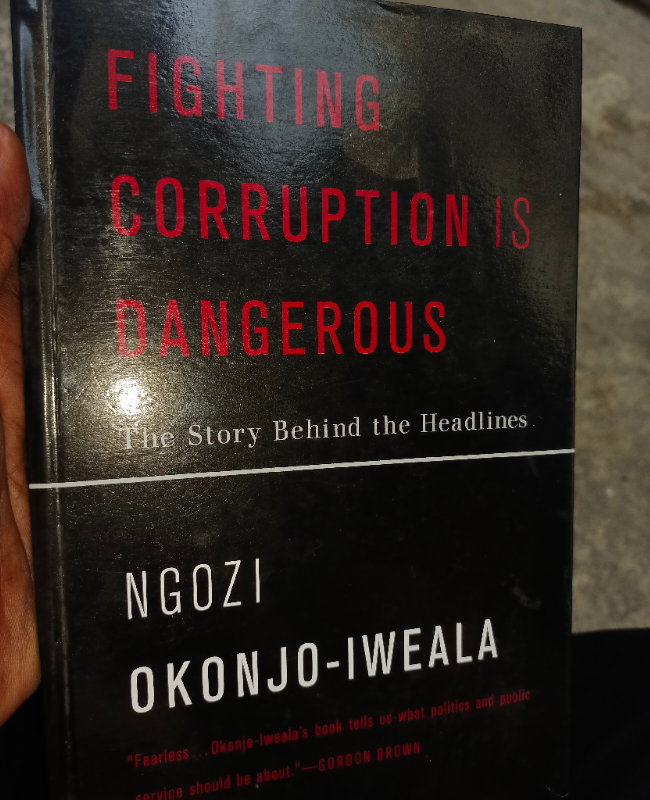 FIGHTING
CORRUPTION IS
DANGEROUS
The Story Behind the Headlines
NGOZI
OKONJO-IWEALA
“Fearless...Okonjo-Iweala’s book tells us what politics and public
service should be about.”—GORDON BROWN